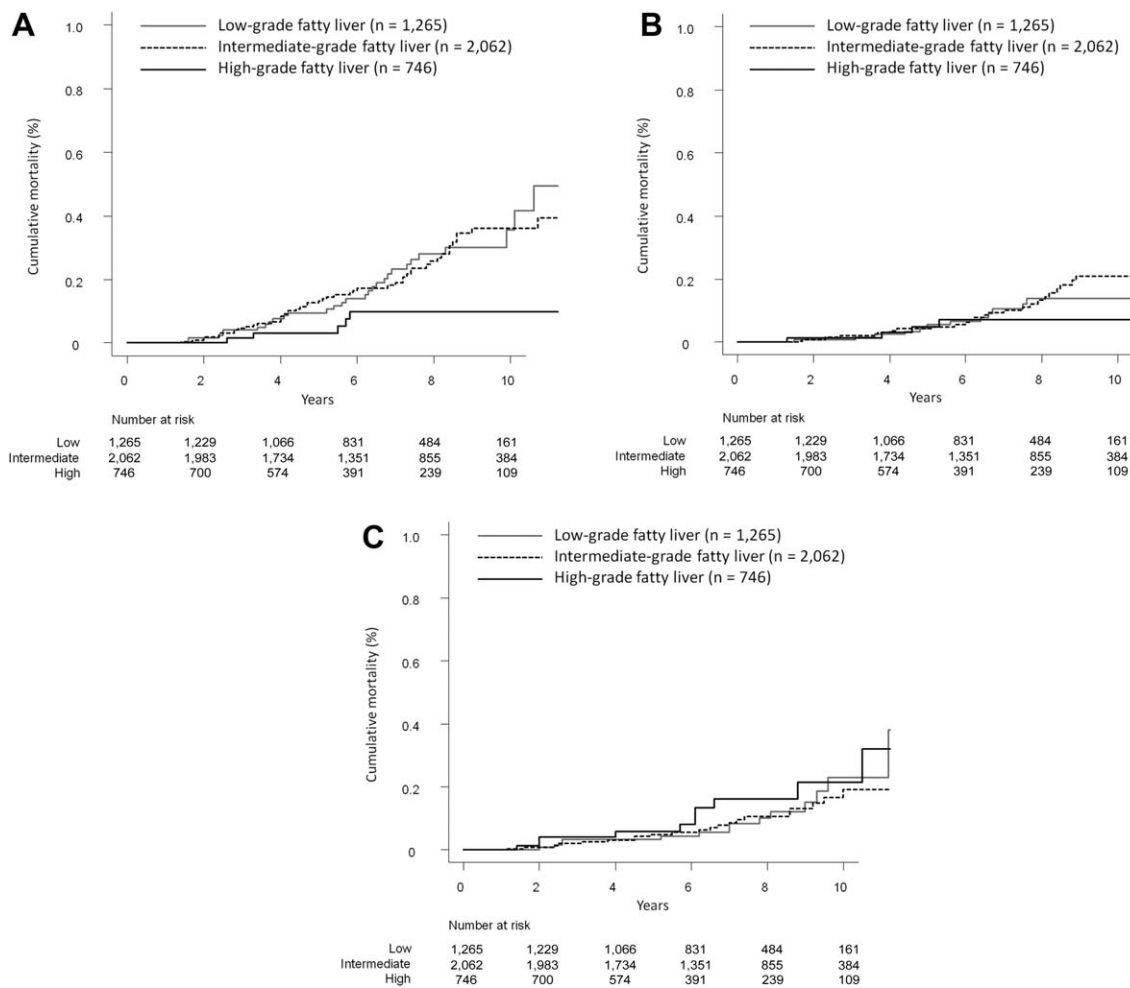 A
Low-grade fatty liver (n = 1,265)
Intermediate-grade fatty liver (n = 2,062)
High-grade fatty liver (n = 746)
Cumulative mortality (%)
1.0
0.8
0.6
0.4
0.2
0
0 2 4 6 8 10
Years
Number at risk
Low 1,265 1,229 1,066 831 484 161
Intermediate 2,062 1,983 1,734 1,351 855 384
High 746 700 574 391 239 109
B
Low-grade fatty liver (n = 1,265)
Intermediate-grade fatty liver (n = 2,062)
High-grade fatty liver (n = 746)
Cumulative mortality (%)
1.0
0.8
0.6
0.4
0.2
0
0 2 4 6 8 10
Years
Number at risk
Low 1,265 1,229 1,066 831 484 161
Intermediate 2,062 1,983 1,734 1,351 855 384
High 746 700 574 391 239 109
C
Low-grade fatty liver (n = 1,265)
Intermediate-grade fatty liver (n = 2,062)
High-grade fatty liver (n = 746)
Cumulative mortality (%)
1.0
0.8
0.6
0.4
0.2
0
0 2 4 6 8 10
Years
Number at risk
Low 1,265 1,229 1,066 831 484 161
Intermediate 2,062 1,983 1,734 1,351 855 384
High 746 700 574 391 239 109